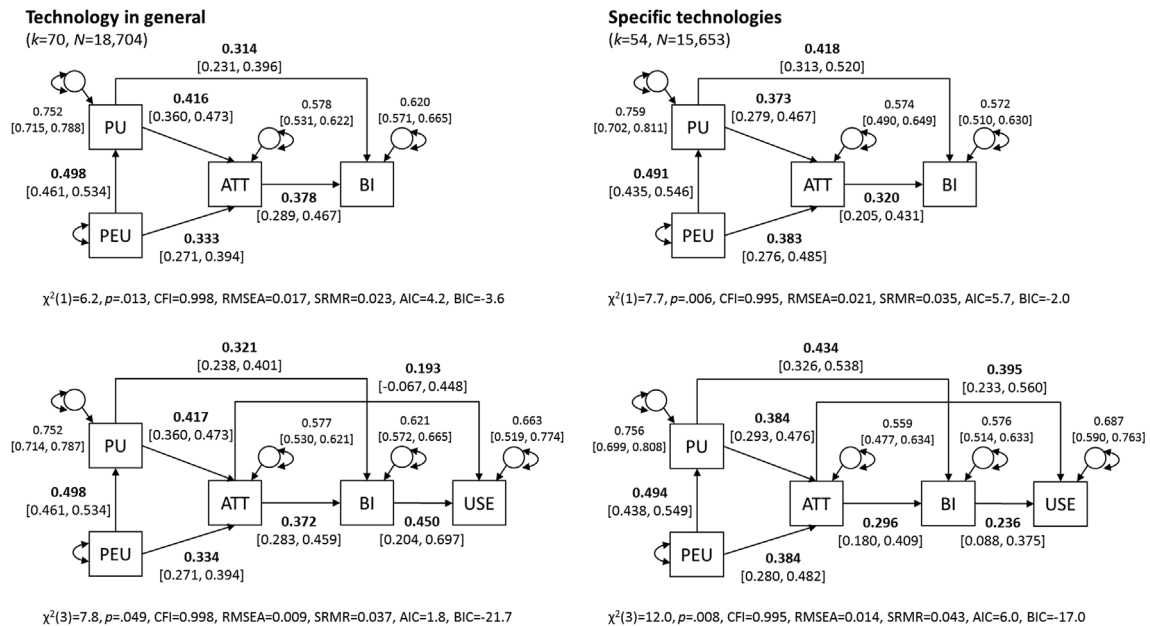 Technology in general
(k=70, N=18,704)
0.314
[0.231, 0.396]
0.752
[0.715, 0.788]
PU
0.416
[0.360, 0.473]
0.578
[0.531, 0.622]
0.620
[0.571, 0.665]
0.498
[0.461, 0.534]
ATT
BI
0.378
[0.289, 0.467]
PEU
0.333
[0.271, 0.394]
χ²(1)=6.2, p=.013, CFI=0.998, RMSEA=0.017, SRMR=0.023, AIC=4.2, BIC=-3.6
Specific technologies
(k=54, N=15,653)
0.418
[0.313, 0.520]
0.759
[0.702, 0.811]
PU
0.373
[0.279, 0.467]
0.574
[0.490, 0.649]
0.572
[0.510, 0.630]
0.491
[0.435, 0.546]
ATT
BI
0.320
[0.205, 0.431]
PEU
0.383
[0.276, 0.485]
χ²(1)=7.7, p=.006, CFI=0.995, RMSEA=0.021, SRMR=0.035, AIC=5.7, BIC=-2.0
0.321
[0.238, 0.401]
0.193
[-0.067, 0.448]
0.752
[0.714, 0.787]
PU
0.417
[0.360, 0.473]
0.577
[0.530, 0.621]
0.621
[0.572, 0.665]
0.663
[0.519, 0.774]
0.498
[0.461, 0.534]
ATT
BI
USE
0.372
[0.283, 0.459]
0.450
[0.204, 0.697]
PEU
0.334
[0.271, 0.394]
χ²(3)=7.8, p=.049, CFI=0.998, RMSEA=0.009, SRMR=0.037, AIC=1.8, BIC=-21.7
0.434
[0.326, 0.538]
0.395
[0.233, 0.560]
0.756
[0.699, 0.808]
PU
0.384
[0.293, 0.476]
0.559
[0.477, 0.634]
0.576
[0.514, 0.633]
0.687
[0.590, 0.763]
0.494
[0.438, 0.549]
ATT
BI
USE
0.296
[0.180, 0.409]
0.236
[0.088, 0.375]
PEU
0.384
[0.280, 0.482]
χ²(3)=12.0, p=.008, CFI=0.995, RMSEA=0.014, SRMR=0.043, AIC=6.0, BIC=-17.0